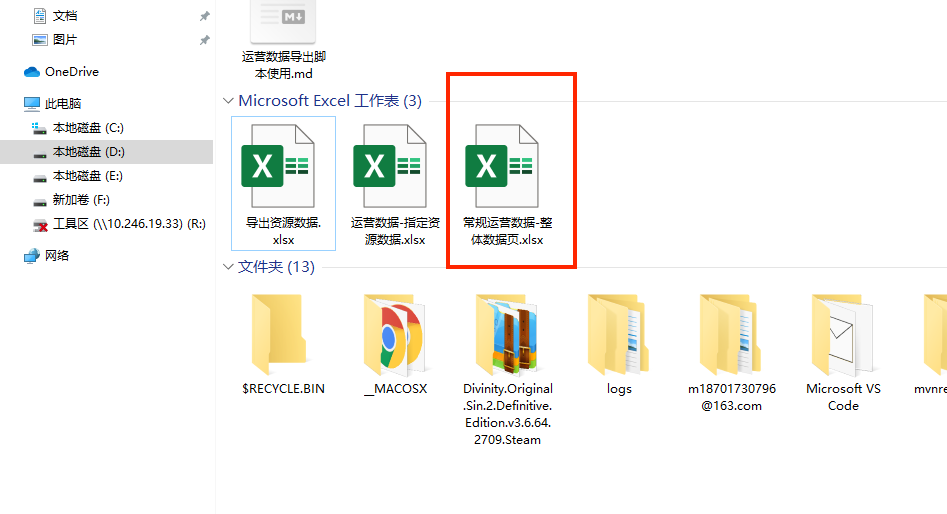 文档
图片
OneDrive
此电脑
本地磁盘 (C:)
本地磁盘 (D:)
本地磁盘 (E:)
新加卷 (F:)
工具区 (\\10.246.19.33) (R:)
网络
M
运营数据导出脚
本使用.md
Microsoft Excel 工作表 (3)
X
X
X
导出资源数据.
xlsx
运营数据-指定资
源数据.xlsx
常规运营数据-整
体数据页.xlsx
文件夹 (13)
$RECYCLE.BIN
__MACOSX
Divinity.Original
.Sin.2.Definitive.
Edition.v3.6.64.
2709.Steam
logs
m18701730796
@163.com
Microsoft VS
Code
mvnre